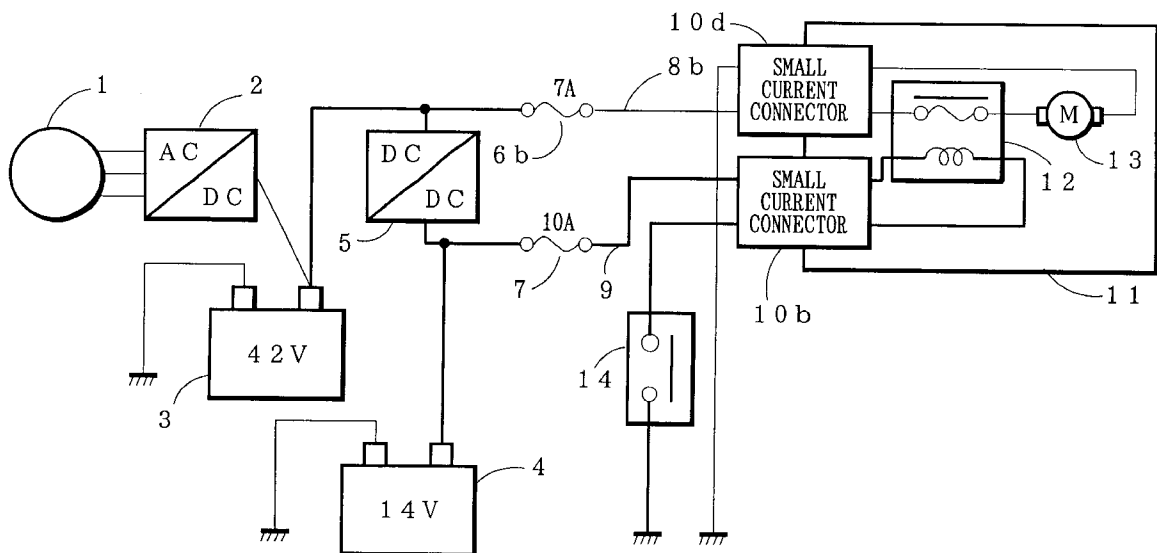 10d
8b
1
2
7A
SMALL
CURRENT
CONNECTOR
M
AC
DC
6b
13
DC
DC
12
SMALL
CURRENT
CONNECTOR
5
10A
7
9
11
10b
42V
14
3
4
14V